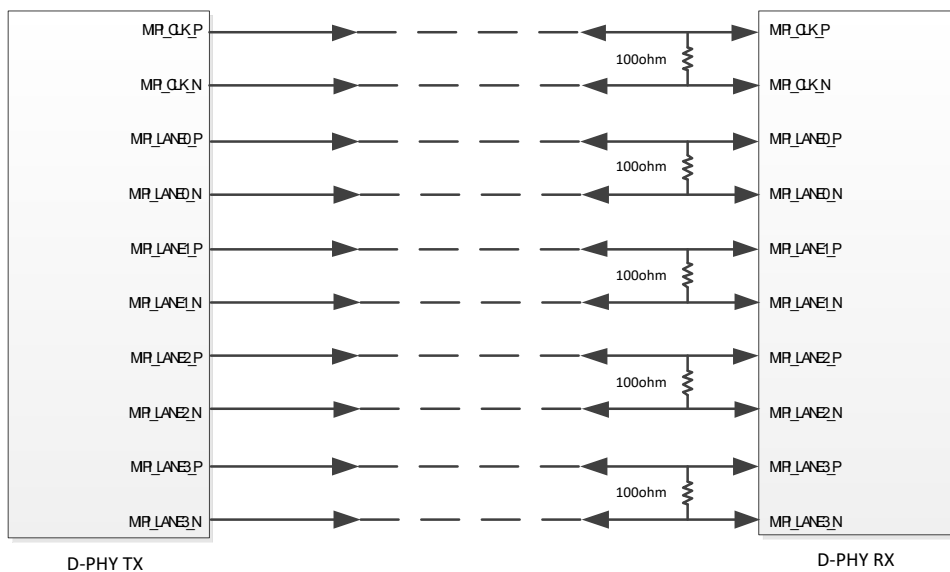 MIPI_CLK_P
MIPI_CLK_N
MIPI_LANE0_P
MIPI_LANE0_N
MIPI_LANE1_P
MIPI_LANE1_N
MIPI_LANE2_P
MIPI_LANE2_N
MIPI_LANE3_P
MIPI_LANE3_N
D-PHY TX
100ohm
100ohm
100ohm
100ohm
100ohm
MIPI_CLK_P
MIPI_CLK_N
MIPI_LANE0_P
MIPI_LANE0_N
MIPI_LANE1_P
MIPI_LANE1_N
MIPI_LANE2_P
MIPI_LANE2_N
MIPI_LANE3_P
MIPI_LANE3_N
D-PHY RX